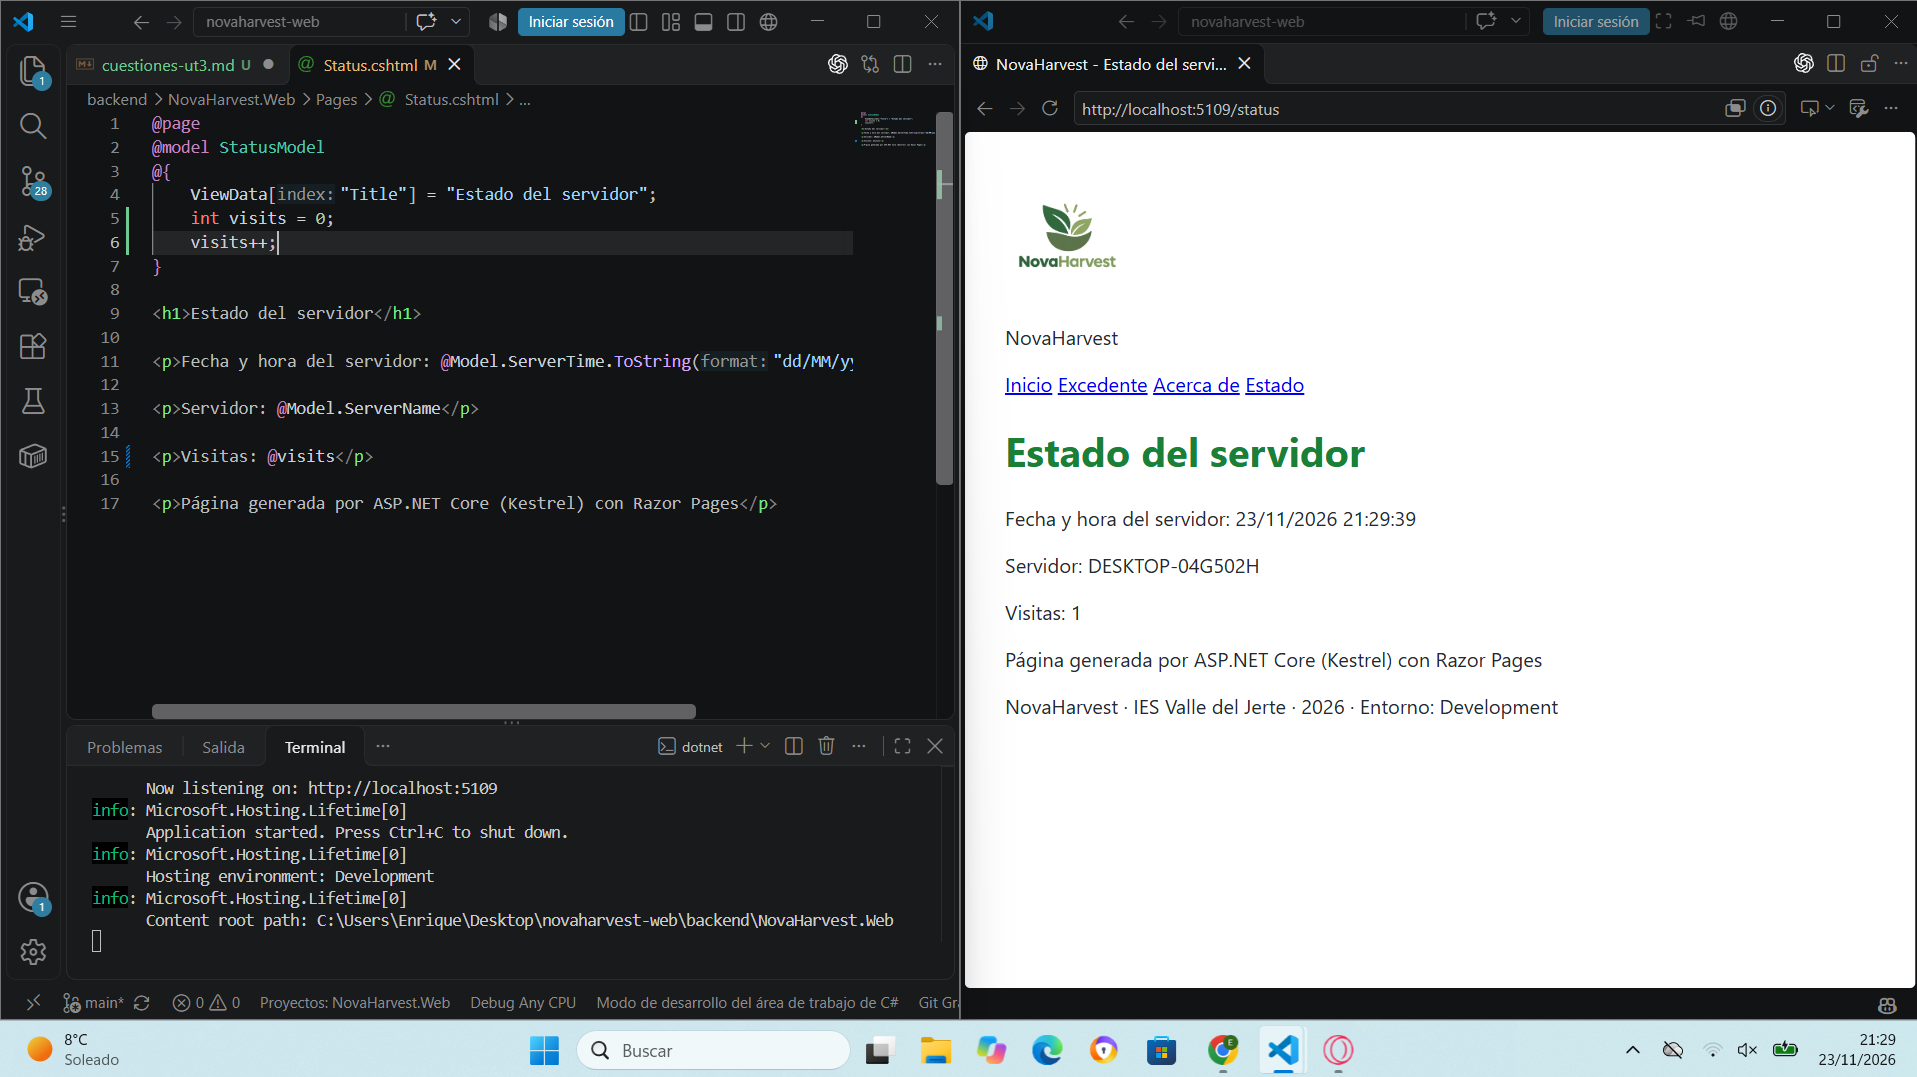 novaharvest-web
Iniciar sesión
cuestiones-ut3.md U
Status.cshtml M
backend > NovaHarvest.Web > Pages > Status.cshtml > ...
1 @page
2 @model StatusModel
3 @{
4 ViewData[index: "Title"] = "Estado del servidor";
5 int visits = 0;
6 visits++;
7 }
8
9 <h1>Estado del servidor</h1>
10
11 <p>Fecha y hora del servidor: @Model.ServerTime.ToString(format: "dd/MM/yy
12
13 <p>Servidor: @Model.ServerName</p>
14
15 <p>Visitas: @visits</p>
16
17 <p>Página generada por ASP.NET Core (Kestrel) con Razor Pages</p>
Problemas Salida Terminal ...
dotnet
Now listening on: http://localhost:5109
info: Microsoft.Hosting.Lifetime[0]
Application started. Press Ctrl+C to shut down.
info: Microsoft.Hosting.Lifetime[0]
Hosting environment: Development
info: Microsoft.Hosting.Lifetime[0]
Content root path: C:\Users\Enrique\Desktop\novaharvest-web\backend\NovaHarvest.Web
1
28
1
main* 0 0 Proyectos: NovaHarvest.Web Debug Any CPU Modo de desarrollo del área de trabajo de C# Git Gr
novaharvest-web
Iniciar sesión
NovaHarvest - Estado del servi...
http://localhost:5109/status
NovaHarvest
NovaHarvest
Inicio Excedente Acerca de Estado
Estado del servidor
Fecha y hora del servidor: 23/11/2026 21:29:39
Servidor: DESKTOP-04G502H
Visitas: 1
Página generada por ASP.NET Core (Kestrel) con Razor Pages
NovaHarvest · IES Valle del Jerte · 2026 · Entorno: Development
8°C
Soleado
Buscar
E
21:29
23/11/2026